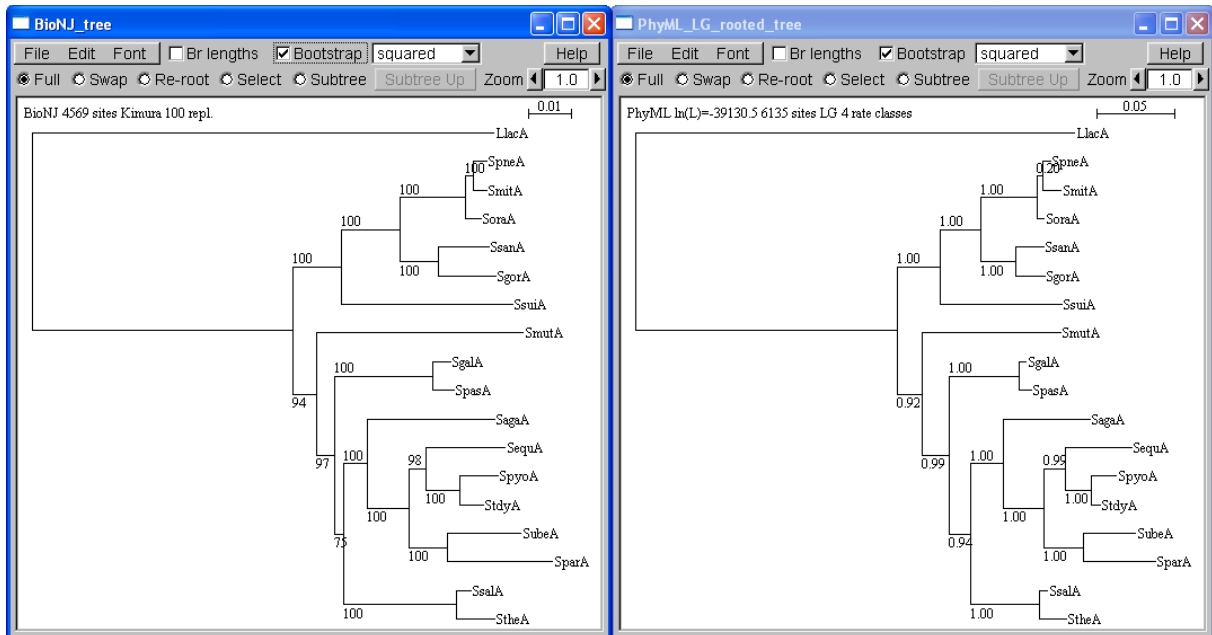 BioNJ_tree
File Edit Font Br lengths Bootstrap squared Help
Full Swap Re-root Select Subtree Subtree Up Zoom 1.0
BioNJ 4569 sites Kimura 100 repl.
0.01
LlacA
SpneA
100
SmitA
100
SoraA
100
SsanA
100
100
SgorA
SsuiA
SmutA
SgalA
100
SpasA
94
SagaA
SequA
97
100
98
SpyoA
100
StdyA
100
SubeA
75
100
SparA
SsalA
100
StheA
PhyML_LG_rooted_tree
File Edit Font Br lengths Bootstrap squared Help
Full Swap Re-root Select Subtree Subtree Up Zoom 1.0
PhyML ln(L)=-39130.5 6135 sites LG 4 rate classes
0.05
LlacA
SpneA
0.20
SmitA
1.00
SoraA
1.00
SsanA
1.00
1.00
SgorA
SsuiA
SmutA
SgalA
1.00
SpasA
0.92
SagaA
SequA
0.99
1.00
0.99
SpyoA
1.00
StdyA
1.00
SubeA
0.94
1.00
SparA
SsalA
1.00
StheA